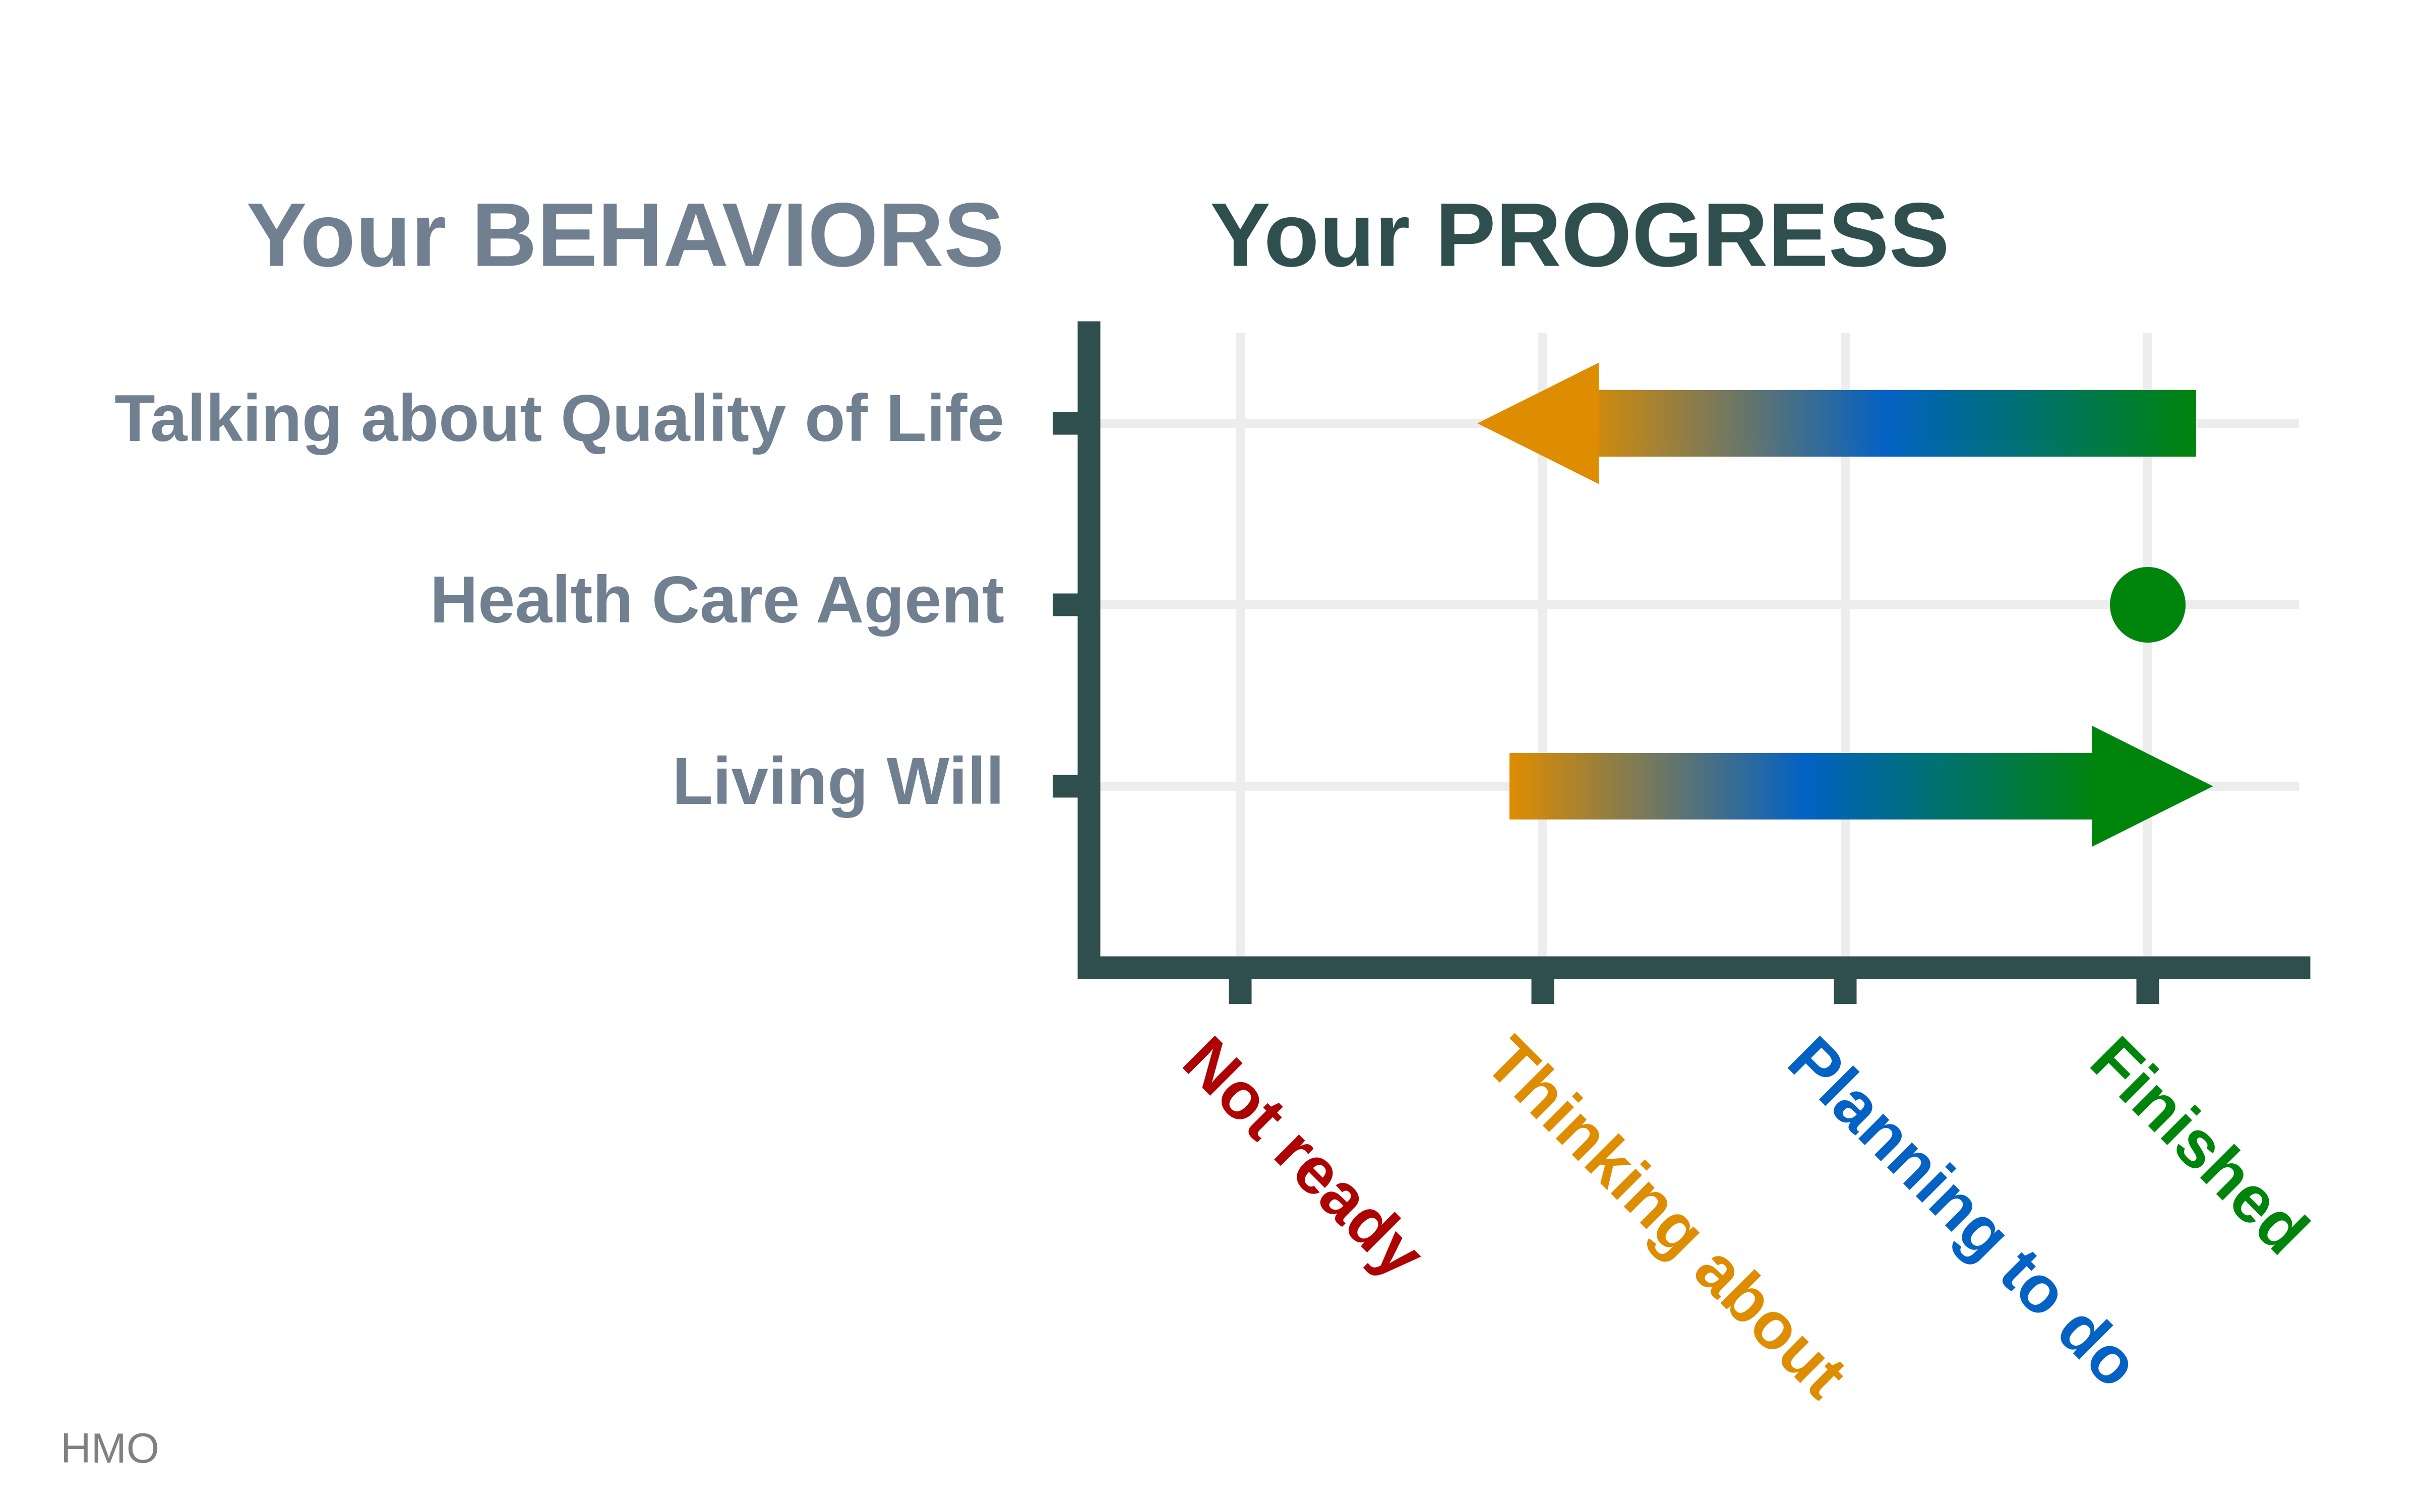 Your BEHAVIORS
Your PROGRESS
Talking about Quality of Life
Health Care Agent
Living Will
Not ready
Thinking about
Planning to do
Finished
HMO